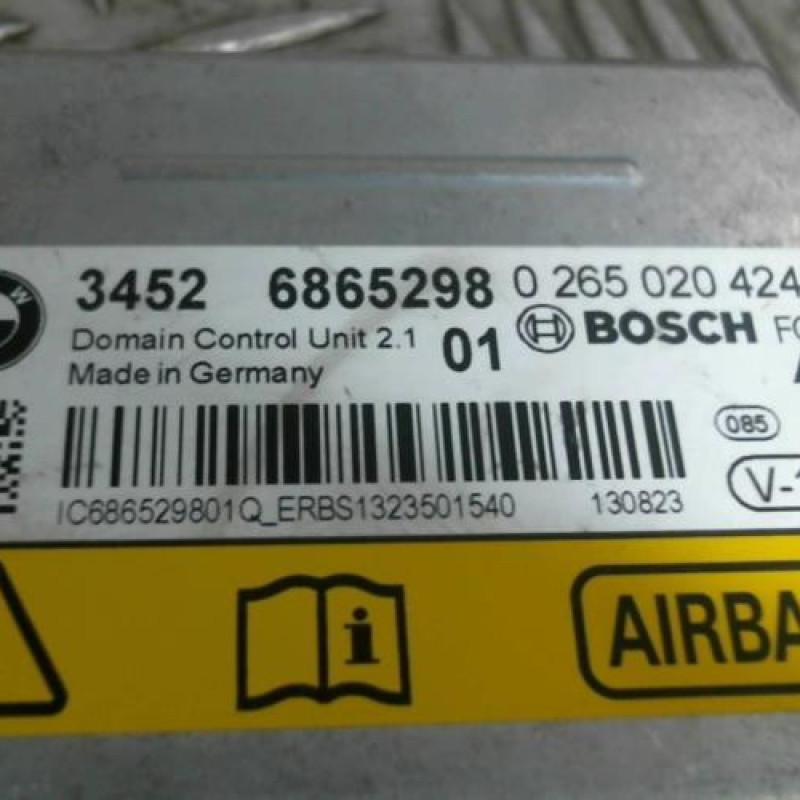 3452 6865298 0 265 020 424
Domain Control Unit 2.1 01 BOSCH
Made in Germany
085
IC686529801Q_ERBS1323501540 130823
i